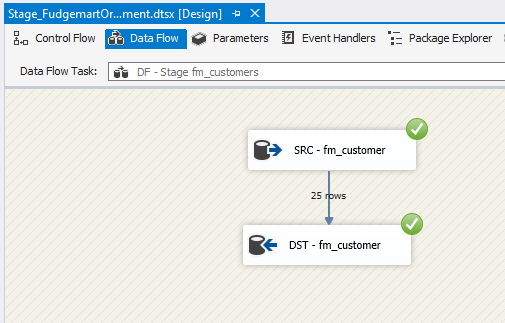 Stage_FudgemartOr...ment.dtsx [Design]
Control Flow Data Flow Parameters Event Handlers Package Explorer
Data Flow Task: DF - Stage fm_customers
SRC - fm_customer
25 rows
DST - fm_customer